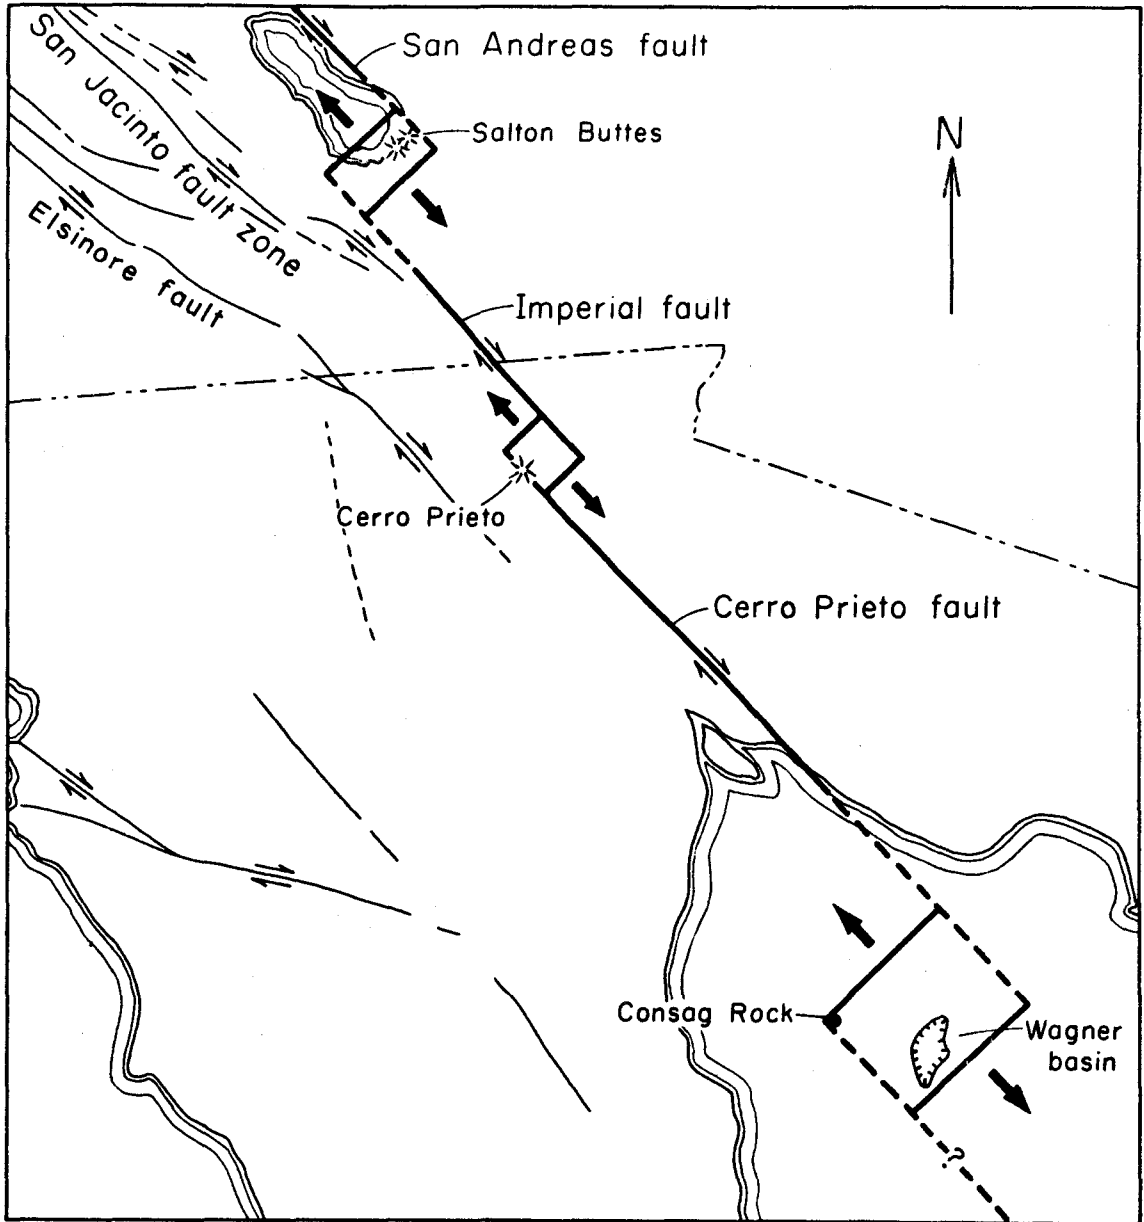 San Andreas fault
San Jacinto fault zone
Salton Buttes
N
Elsinore fault
Imperial fault
Cerro Prieto
Cerro Prieto fault
Consag Rock
Wagner
basin
?